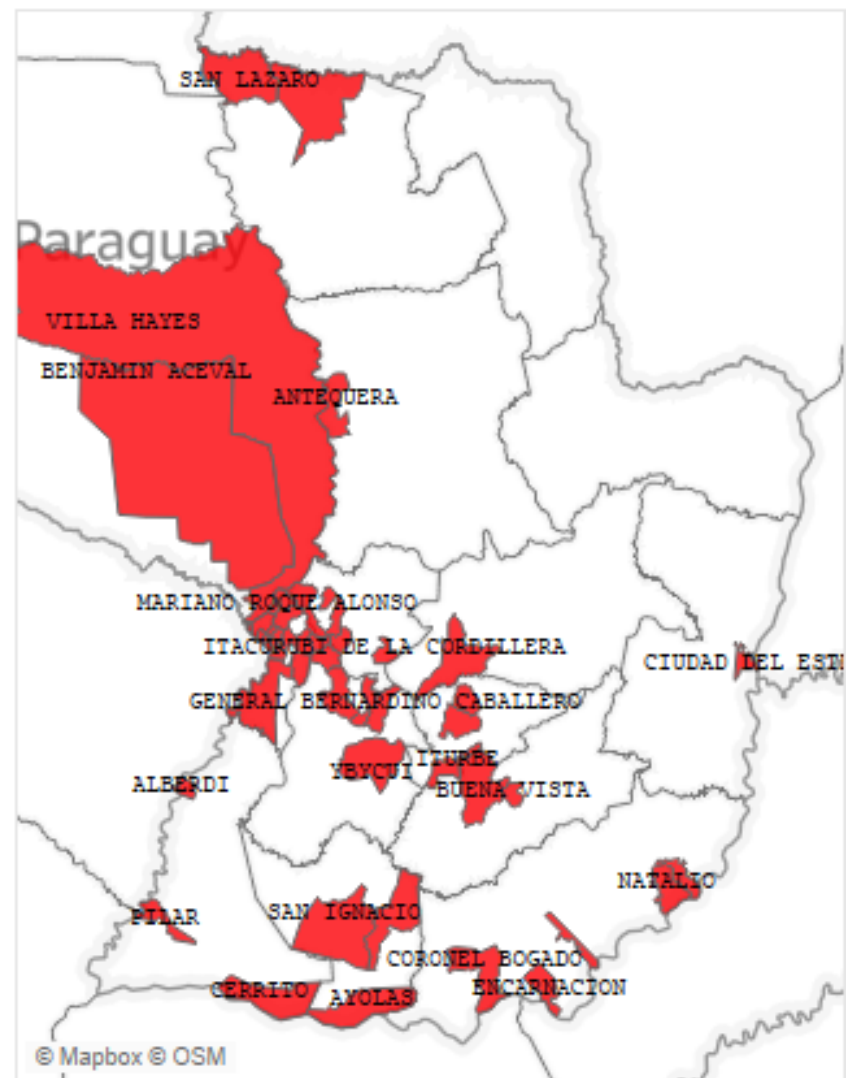 SAN LAZARO
Paraguay
VILLA HAYES
BENJAMIN ACEVAL
ANTEQUERA
MARIANO ROQUE ALONSO
ITACURUBI DE LA CORDILLERA
CIUDAD DEL ESTE
GENERAL BERNARDINO CABALLERO
ITURBE
YBYCUI
ALBERDI
BUENA VISTA
NATALIO
SAN IGNACIO
PILAR
CORONEL BOGADO
CERRITO
AYOLAS
ENCARNACION
© Mapbox © OSM